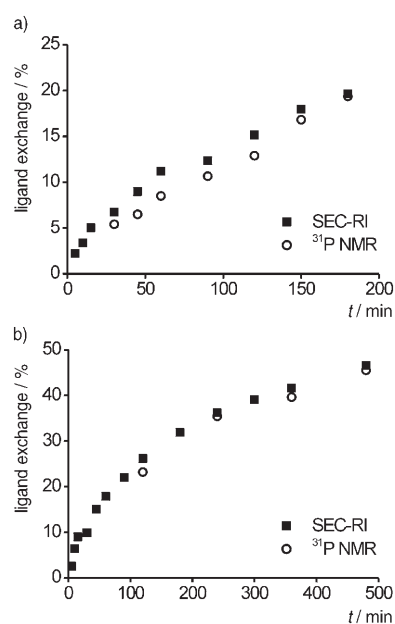 a)
ligand exchange / %
25
20
15
10
5
0
SEC-RI
³¹P NMR
0 50 100 150 200
t / min
b)
ligand exchange / %
50
40
30
20
10
0
SEC-RI
³¹P NMR
0 100 200 300 400 500
t / min